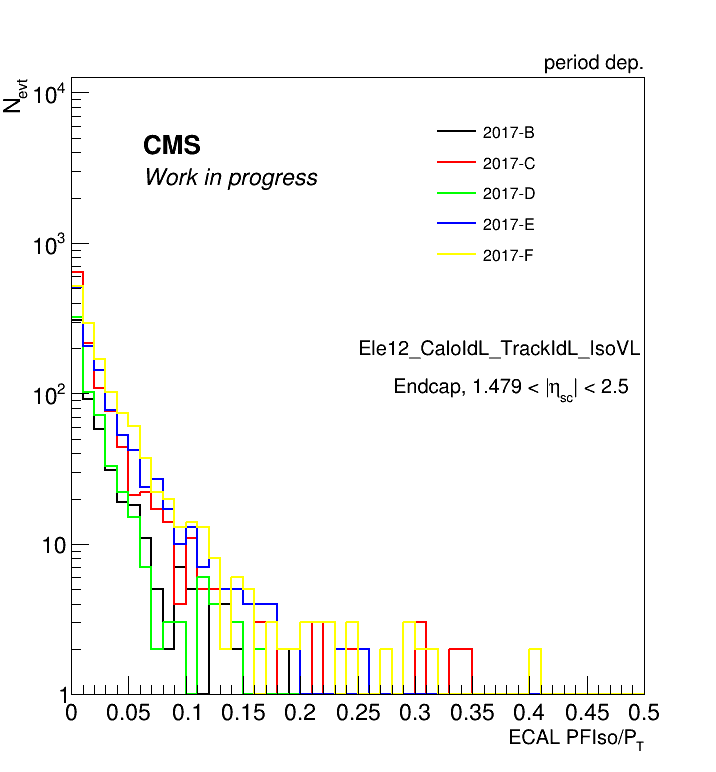 period dep.
N_evt
10^4
10^3
10^2
10
1
CMS
Work in progress
2017-B
2017-C
2017-D
2017-E
2017-F
Ele12_CaloIdL_TrackIdL_IsoVL
Endcap, 1.479 < |η_sc| < 2.5
0 0.05 0.1 0.15 0.2 0.25 0.3 0.35 0.4 0.45 0.5
ECAL PFIso/P_T